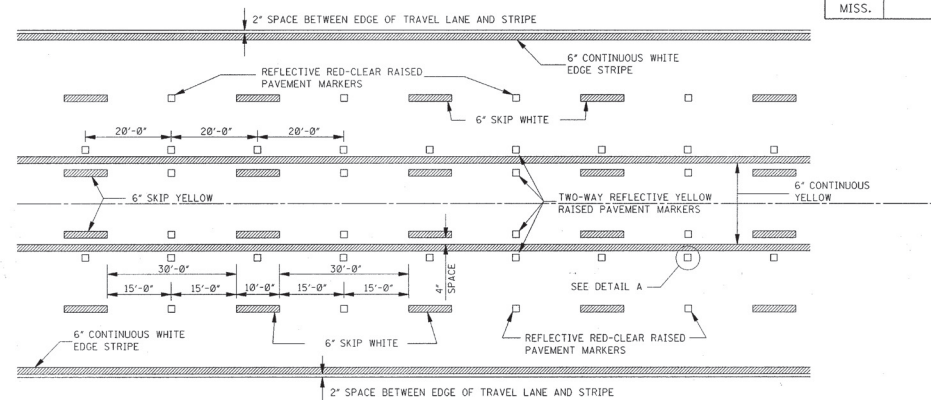 MISS.
2" SPACE BETWEEN EDGE OF TRAVEL LANE AND STRIPE
6" CONTINUOUS WHITE
EDGE STRIPE
REFLECTIVE RED-CLEAR RAISED
PAVEMENT MARKERS
6" SKIP WHITE
20'-0" 20'-0" 20'-0"
6" SKIP YELLOW
TWO-WAY REFLECTIVE YELLOW
RAISED PAVEMENT MARKERS
6" CONTINUOUS
YELLOW
30'-0" 30'-0"
15'-0" 15'-0" 10'-0" 15'-0" 15'-0"
4"
SPACE
SEE DETAIL A
6" CONTINUOUS WHITE
EDGE STRIPE
6" SKIP WHITE
REFLECTIVE RED-CLEAR RAISED
PAVEMENT MARKERS
2" SPACE BETWEEN EDGE OF TRAVEL LANE AND STRIPE